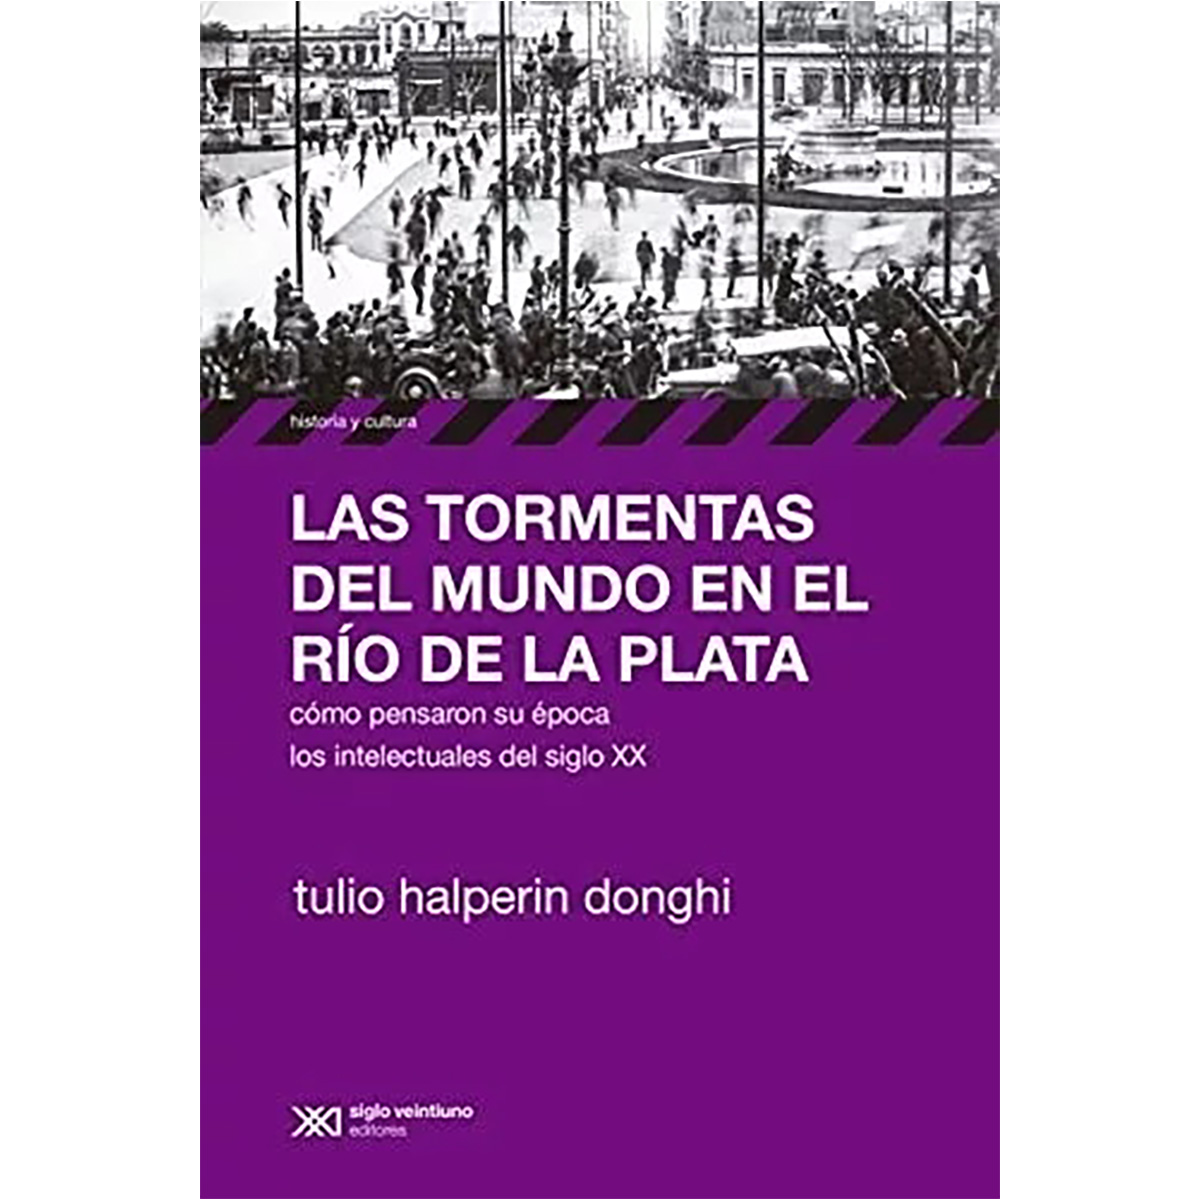 historia y cultura
LAS TORMENTAS
DEL MUNDO EN EL
RÍO DE LA PLATA
cómo pensaron su época
los intelectuales del siglo XX
tulio halperin donghi
siglo veintiuno
editores